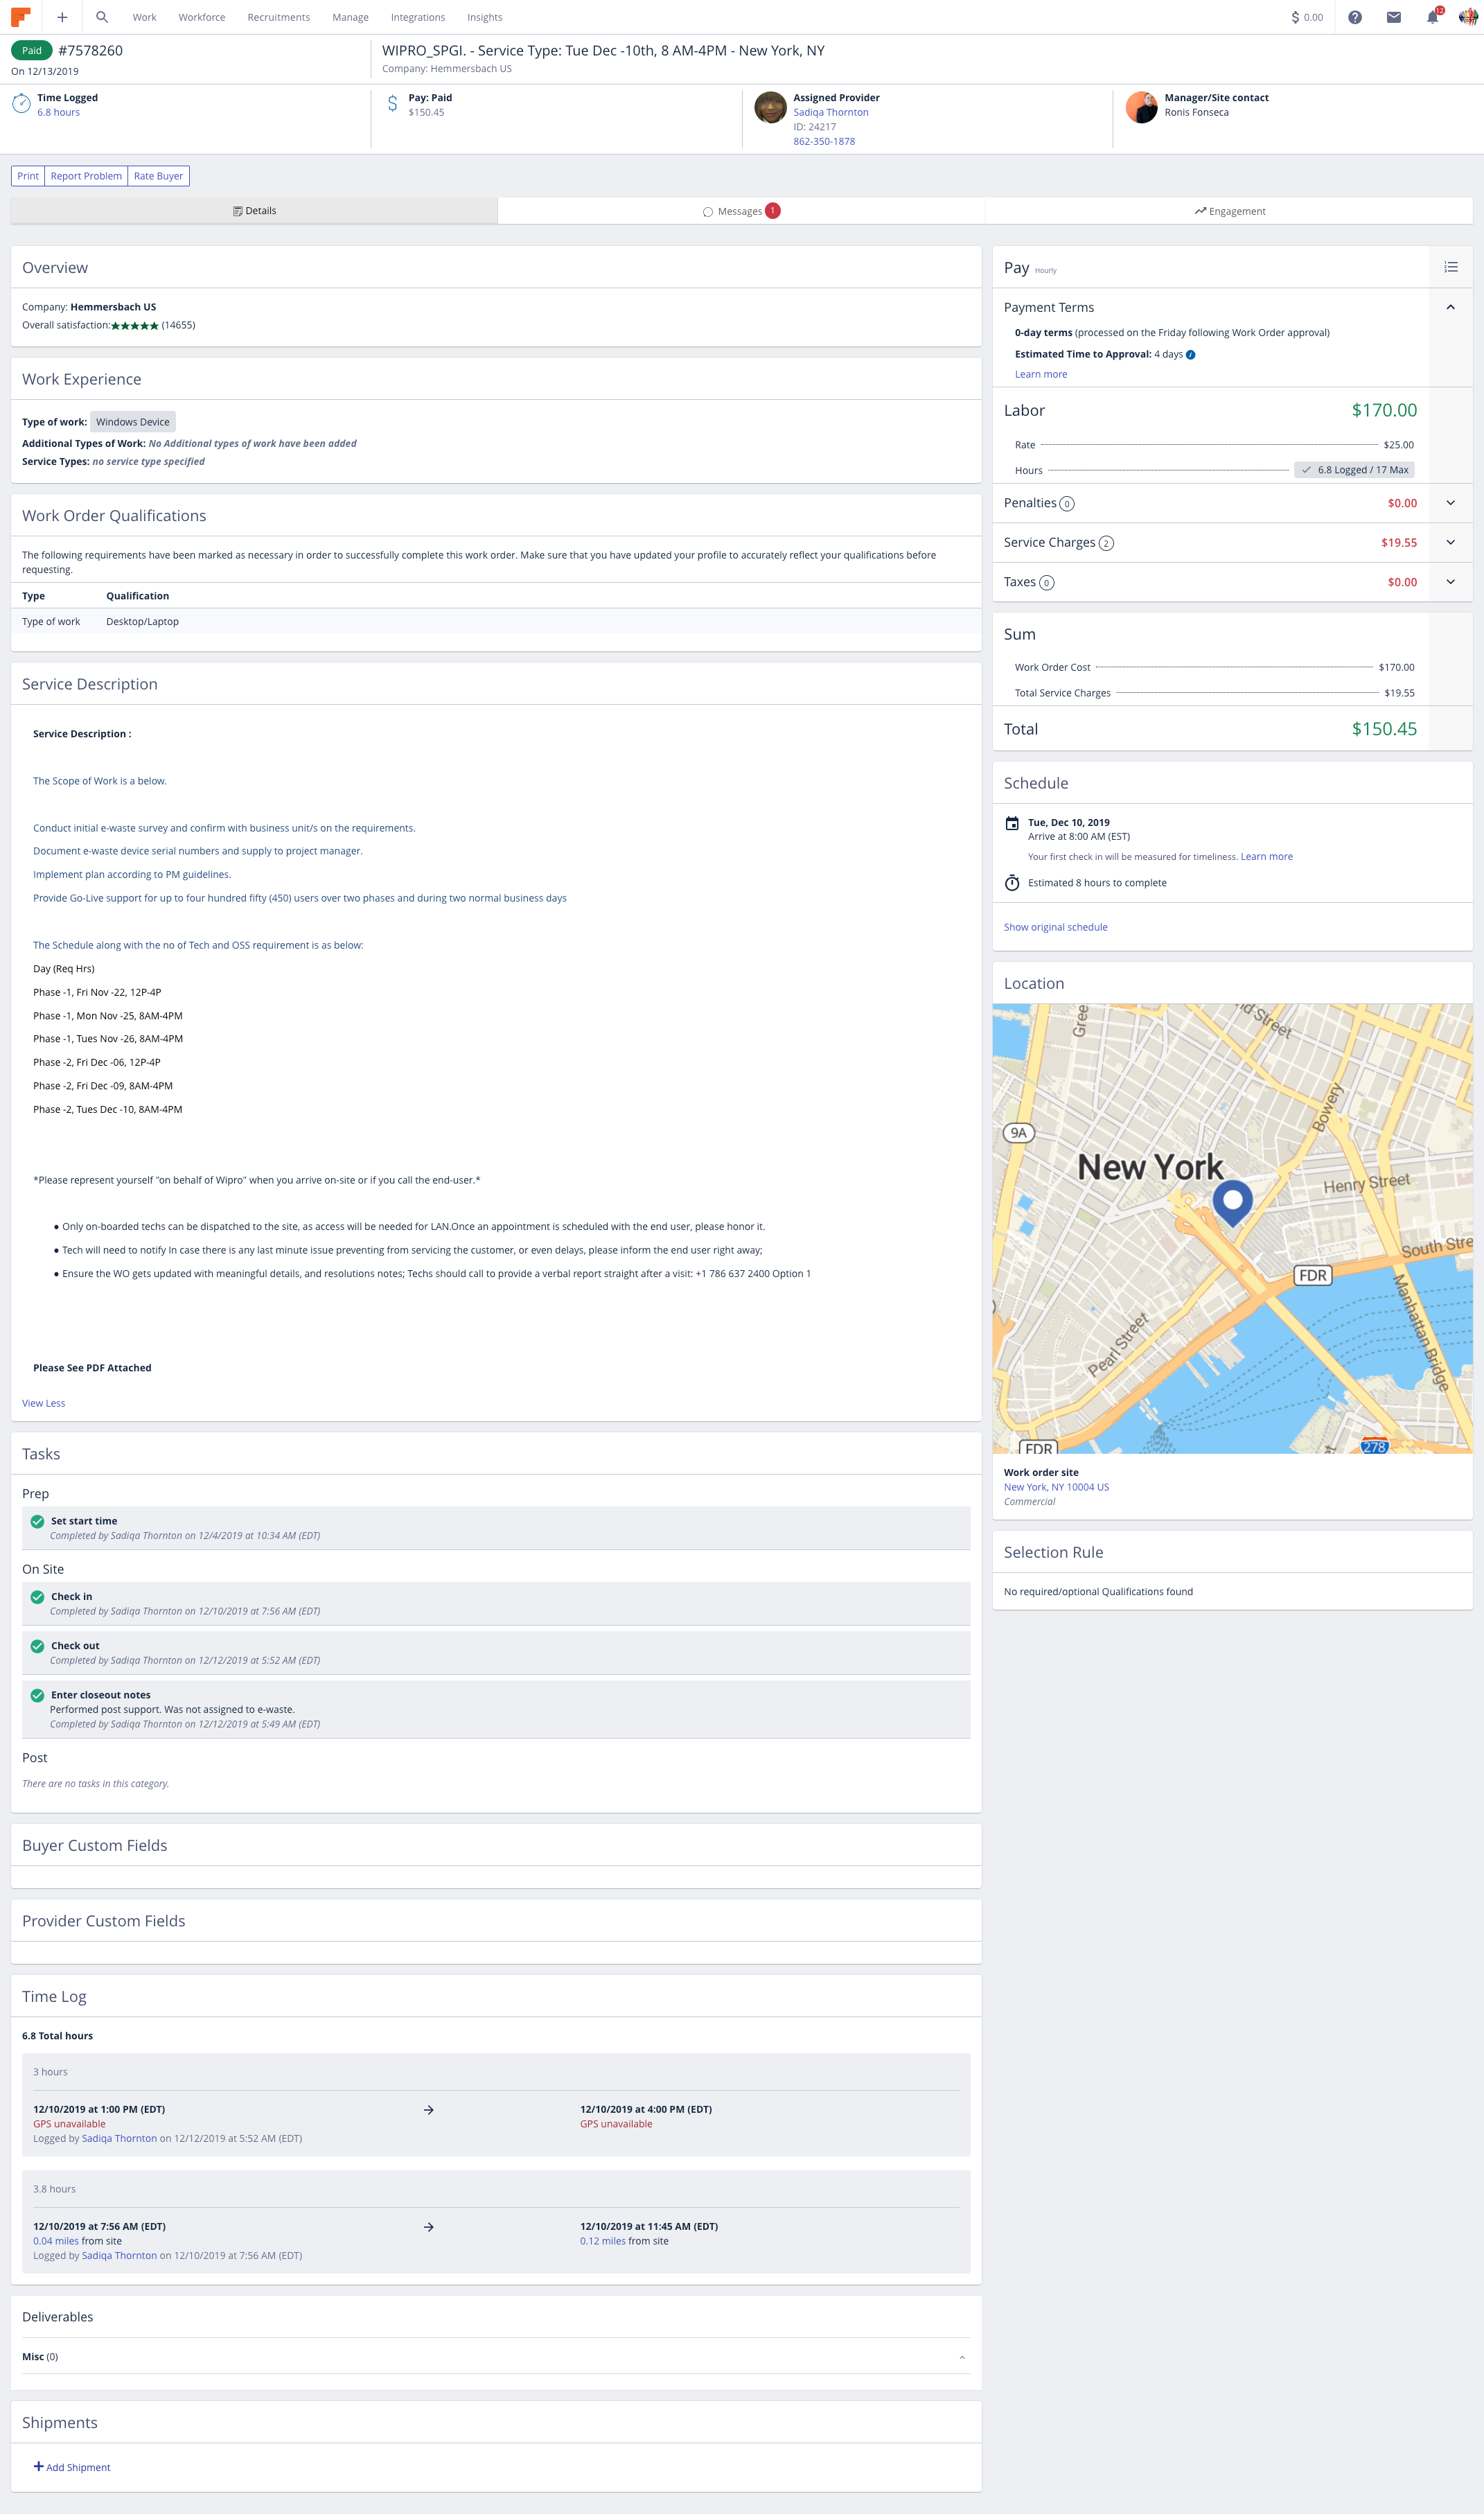 Work
Workforce
Recruitments
Manage
Integrations
Insights
$ 0.00
12
Paid #7578260
On 12/13/2019
WIPRO_SPGI. - Service Type: Tue Dec -10th, 8 AM-4PM - New York, NY
Company: Hemmersbach US
Time Logged
6.8 hours
Pay: Paid
$150.45
Assigned Provider
Sadiqa Thornton
ID: 24217
862-350-1878
Manager/Site contact
Ronis Fonseca
Print
Report Problem
Rate Buyer
Details
Messages 1
Engagement
Overview
Company: Hemmersbach US
Overall satisfaction:★★★★★ (14655)
Work Experience
Type of work: Windows Device
Additional Types of Work: No Additional types of work have been added
Service Types: no service type specified
Work Order Qualifications
The following requirements have been marked as necessary in order to successfully complete this work order. Make sure that you have updated your profile to accurately reflect your qualifications before
requesting.
Type Qualification
Type of work Desktop/Laptop
Service Description
Service Description :
The Scope of Work is a below.
Conduct initial e-waste survey and confirm with business unit/s on the requirements.
Document e-waste device serial numbers and supply to project manager.
Implement plan according to PM guidelines.
Provide Go-Live support for up to four hundred fifty (450) users over two phases and during two normal business days
The Schedule along with the no of Tech and OSS requirement is as below:
Day (Req Hrs)
Phase -1, Fri Nov -22, 12P-4P
Phase -1, Mon Nov -25, 8AM-4PM
Phase -1, Tues Nov -26, 8AM-4PM
Phase -2, Fri Dec -06, 12P-4P
Phase -2, Fri Dec -09, 8AM-4PM
Phase -2, Tues Dec -10, 8AM-4PM
*Please represent yourself "on behalf of Wipro" when you arrive on-site or if you call the end-user.*
● Only on-boarded techs can be dispatched to the site, as access will be needed for LAN.Once an appointment is scheduled with the end user, please honor it.
● Tech will need to notify In case there is any last minute issue preventing from servicing the customer, or even delays, please inform the end user right away;
● Ensure the WO gets updated with meaningful details, and resolutions notes; Techs should call to provide a verbal report straight after a visit: +1 786 637 2400 Option 1
Please See PDF Attached
View Less
Tasks
Prep
Set start time
Completed by Sadiqa Thornton on 12/4/2019 at 10:34 AM (EDT)
On Site
Check in
Completed by Sadiqa Thornton on 12/10/2019 at 7:56 AM (EDT)
Check out
Completed by Sadiqa Thornton on 12/12/2019 at 5:52 AM (EDT)
Enter closeout notes
Performed post support. Was not assigned to e-waste.
Completed by Sadiqa Thornton on 12/12/2019 at 5:49 AM (EDT)
Post
There are no tasks in this category.
Buyer Custom Fields
Provider Custom Fields
Time Log
6.8 Total hours
3 hours
12/10/2019 at 1:00 PM (EDT) → 12/10/2019 at 4:00 PM (EDT)
GPS unavailable GPS unavailable
Logged by Sadiqa Thornton on 12/12/2019 at 5:52 AM (EDT)
3.8 hours
12/10/2019 at 7:56 AM (EDT) → 12/10/2019 at 11:45 AM (EDT)
0.04 miles from site 0.12 miles from site
Logged by Sadiqa Thornton on 12/10/2019 at 7:56 AM (EDT)
Deliverables
Misc (0)
Shipments
+ Add Shipment
Pay Hourly
Payment Terms
0-day terms (processed on the Friday following Work Order approval)
Estimated Time to Approval: 4 days
Learn more
Labor $170.00
Rate $25.00
Hours 6.8 Logged / 17 Max
Penalties 0 $0.00
Service Charges 2 $19.55
Taxes 0 $0.00
Sum
Work Order Cost $170.00
Total Service Charges $19.55
Total $150.45
Schedule
Tue, Dec 10, 2019
Arrive at 8:00 AM (EST)
Your first check in will be measured for timeliness. Learn more
Estimated 8 hours to complete
Show original schedule
Location
Gree
nd Street
Bowery
9A
New York
Henry Street
South Stre
FDR
Manhattan Bridge
Pearl Street
FDR
278
Work order site
New York, NY 10004 US
Commercial
Selection Rule
No required/optional Qualifications found